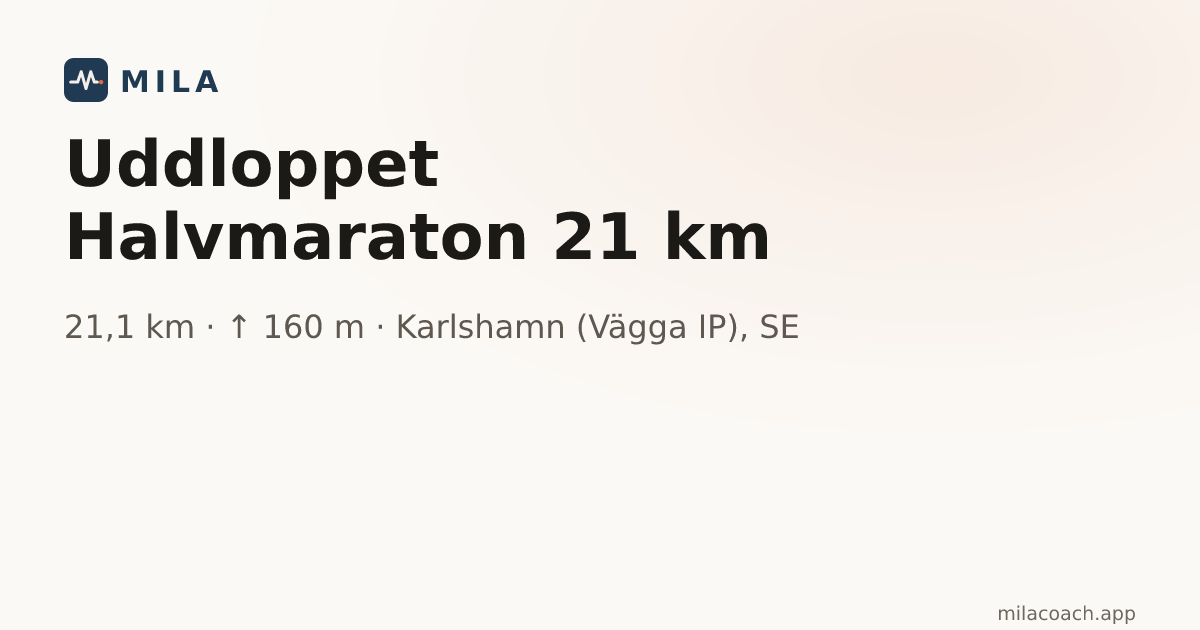 MILA
Uddloppet
Halvmaraton 21 km
21,1 km · ↑ 160 m · Karlshamn (Vägga IP), SE
milacoach.app